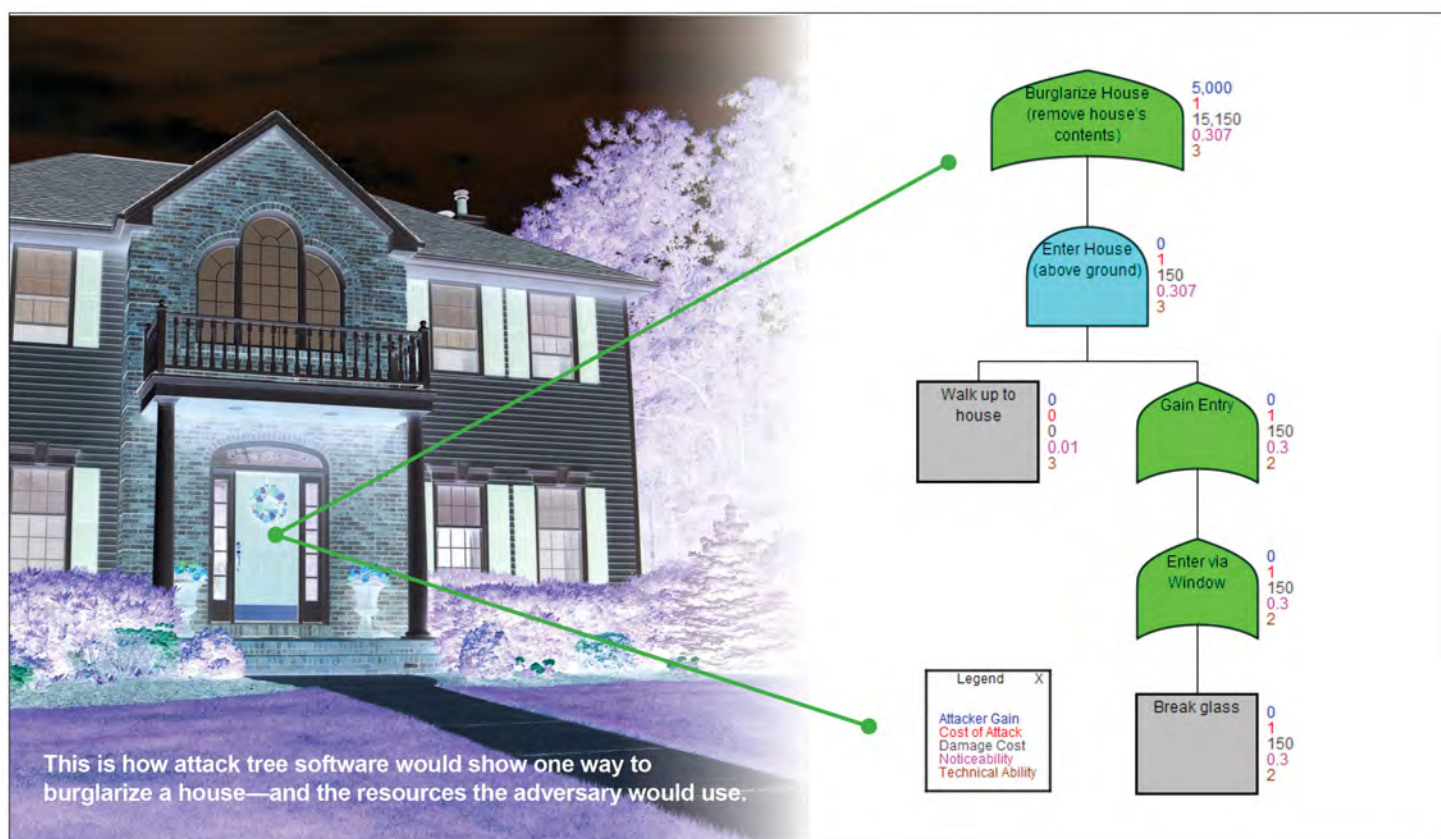 Burglarize House
(remove house's
contents)
5,000
1
15,150
0.307
3
Enter House
(above ground)
0
1
150
0.307
3
Walk up to
house
0
0
0
0.01
3
Gain Entry
0
1
150
0.3
2
Enter via
Window
0
1
150
0.3
2
Legend X
Attacker Gain
Cost of Attack
Damage Cost
Noticeability
Technical Ability
Break glass
0
1
150
0.3
2
This is how attack tree software would show one way to
burglarize a house—and the resources the adversary would use.